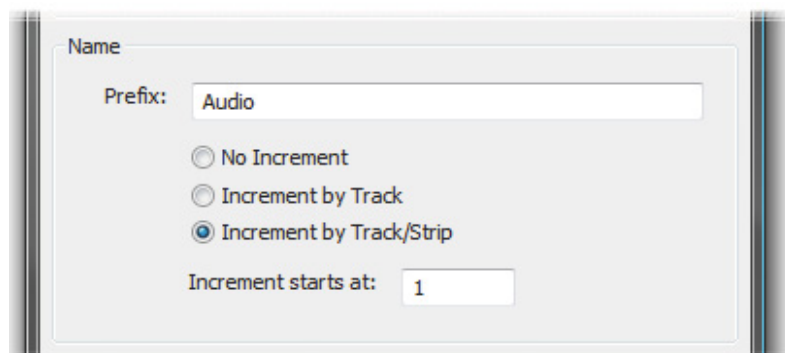 Name
Prefix: Audio
No Increment
Increment by Track
Increment by Track/Strip
Increment starts at: 1